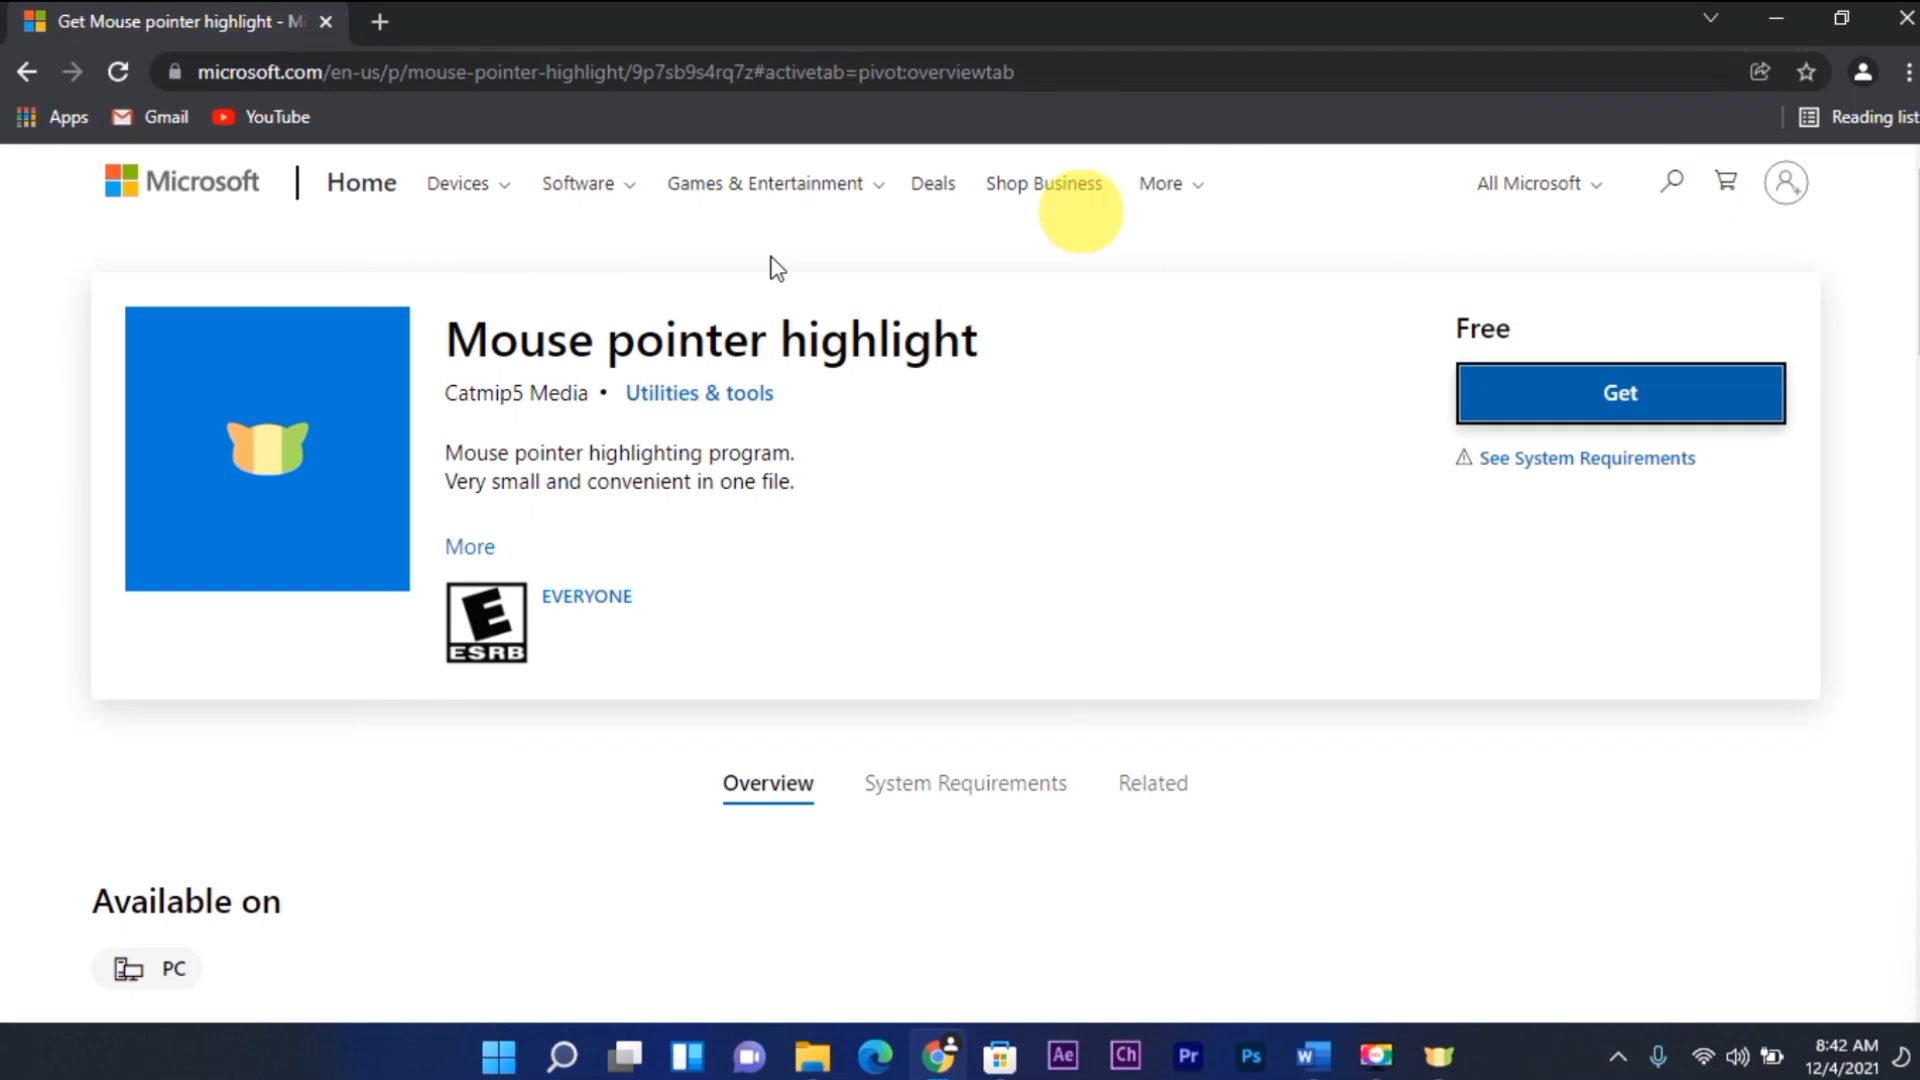 Get Mouse pointer highlight - Mi
microsoft.com/en-us/p/mouse-pointer-highlight/9p7sb9s4rq7z#activetab=pivot:overviewtab
Apps Gmail YouTube Reading list
Microsoft Home Devices Software Games & Entertainment Deals Shop Business More All Microsoft
Mouse pointer highlight
Catmip5 Media • Utilities & tools
Mouse pointer highlighting program.
Very small and convenient in one file.
More
E
ESRB
EVERYONE
Free
Get
See System Requirements
Overview System Requirements Related
Available on
PC
Ae Ch Pr Ps W
8:42 AM
12/4/2021